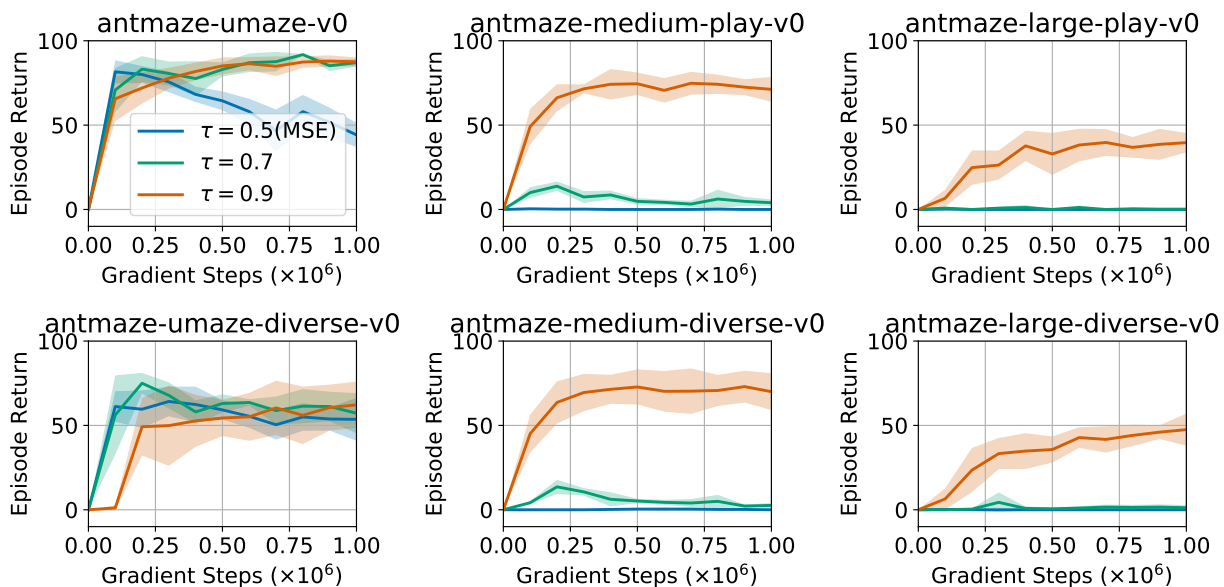 antmaze-umaze-v0
100
50
0
Episode Return
τ = 0.5(MSE)
τ = 0.7
τ = 0.9
0.00 0.25 0.50 0.75 1.00
Gradient Steps (×10⁶)
antmaze-medium-play-v0
100
50
0
Episode Return
0.00 0.25 0.50 0.75 1.00
Gradient Steps (×10⁶)
antmaze-large-play-v0
100
50
0
Episode Return
0.00 0.25 0.50 0.75 1.00
Gradient Steps (×10⁶)
antmaze-umaze-diverse-v0
100
50
0
Episode Return
0.00 0.25 0.50 0.75 1.00
Gradient Steps (×10⁶)
antmaze-medium-diverse-v0
100
50
0
Episode Return
0.00 0.25 0.50 0.75 1.00
Gradient Steps (×10⁶)
antmaze-large-diverse-v0
100
50
0
Episode Return
0.00 0.25 0.50 0.75 1.00
Gradient Steps (×10⁶)